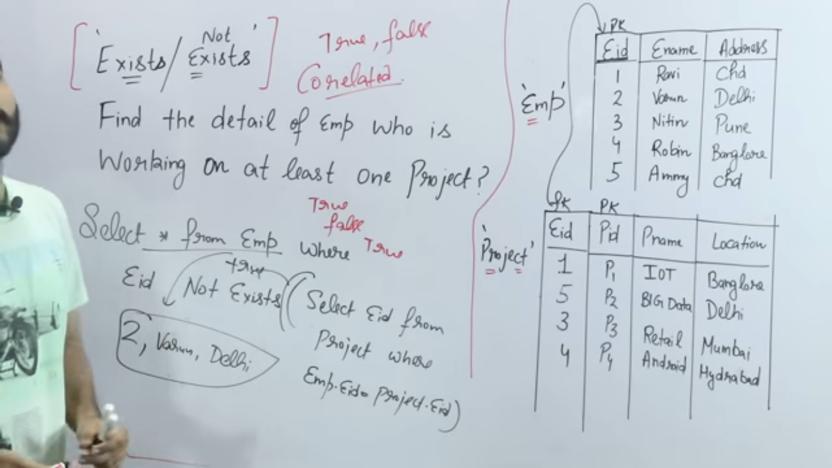 Not
['Exists/ Exists']
True, false
Corelated.
Find the detail of Emp who is
Working on at least one Project?
True
false
Select * from Emp where True
true
Eid Not Exists (Select Eid from
Project where
Emp.Eid = Project.Eid)
2, Varun, Delhi
PK
'Emp'
Eid Ename Address
1 Ravi Chd
2 Varun Delhi
3 Nitin Pune
4 Robin Banglore
5 Ammy Chd
fk PK
'Project'
Eid Pid Pname Location
1 P1 IOT Banglore
5 P2 BIG Data Delhi
3 P3 Retail Mumbai
4 P4 Android Hydrabad